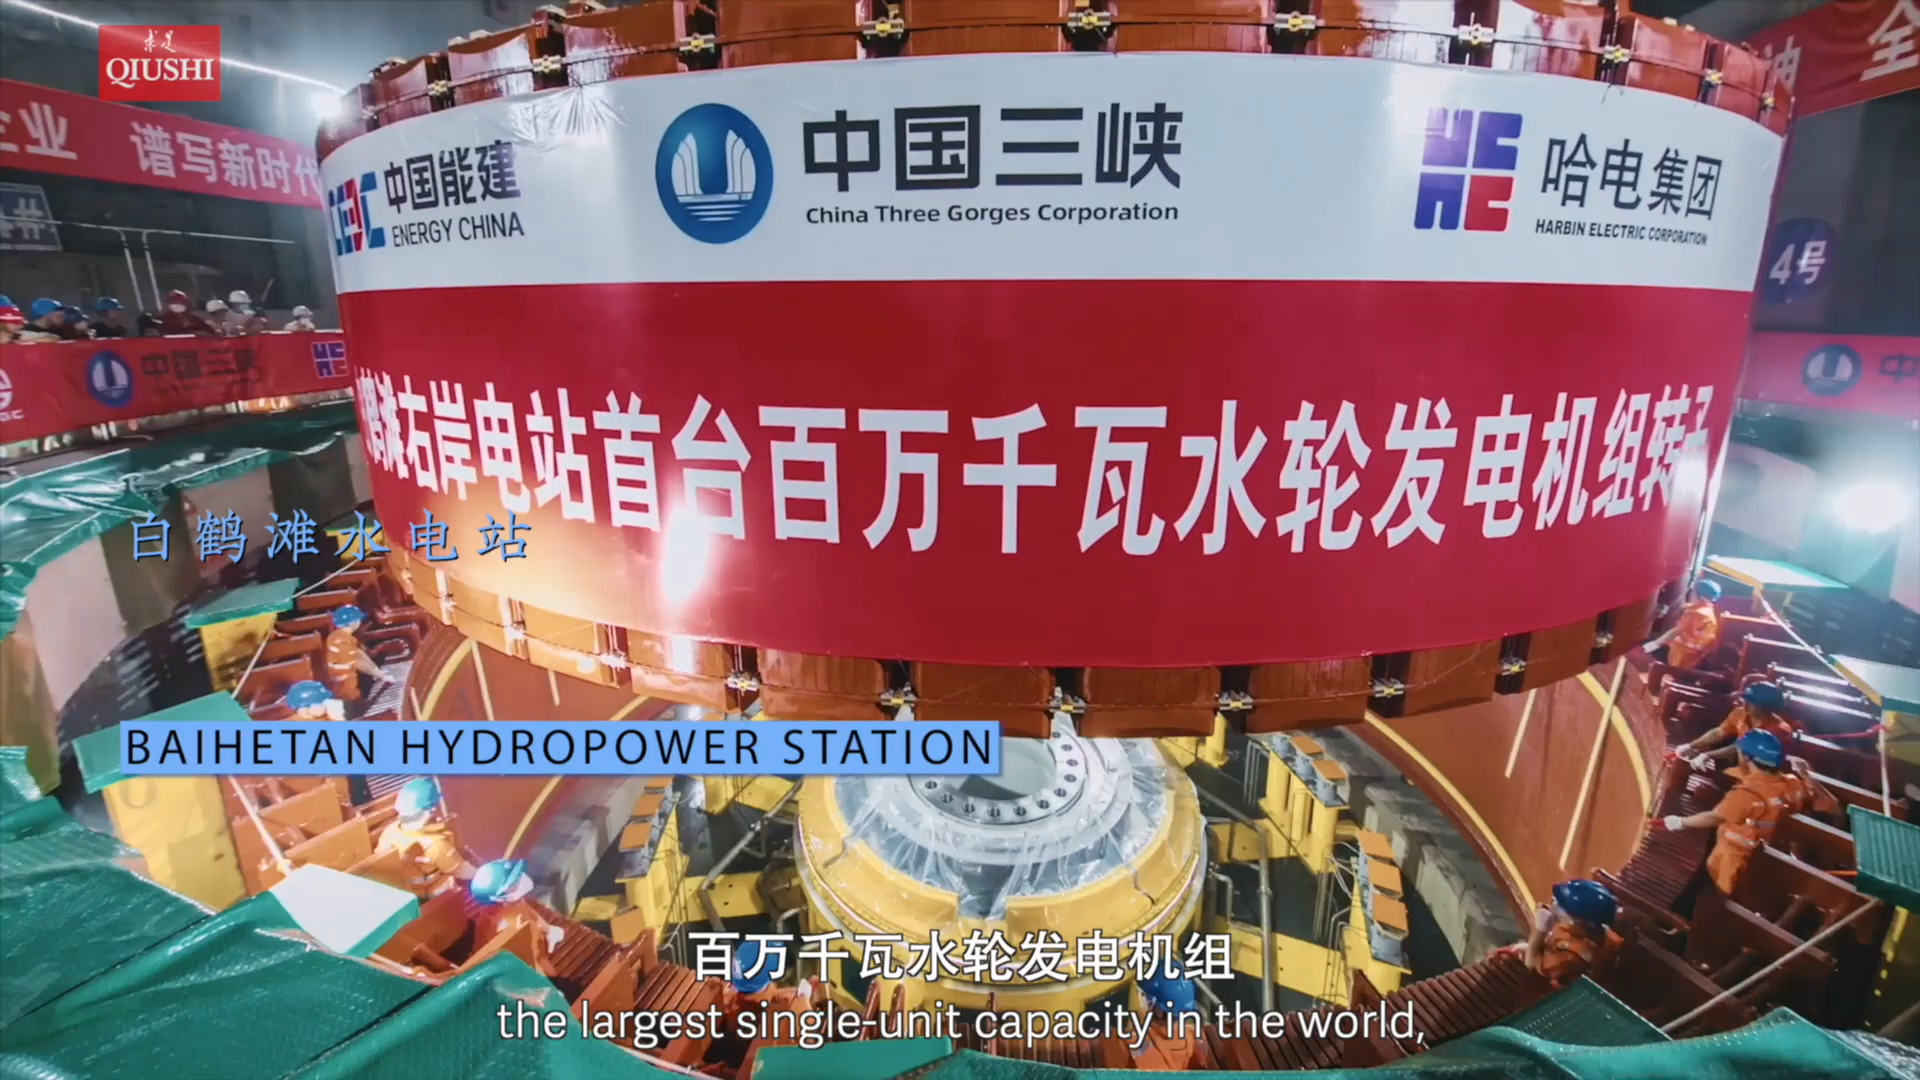 求是
QIUSHI
企业 谱写新时代
全
中国能建
ENERGY CHINA
中国三峡
China Three Gorges Corporation
哈电集团
HARBIN ELECTRIC CORPORATION
4号
中国三峡
鹤滩右岸电站首台百万千瓦水轮发电机组转子
白鹤滩水电站
BAIHETAN HYDROPOWER STATION
百万千瓦水轮发电机组
the largest single-unit capacity in the world,